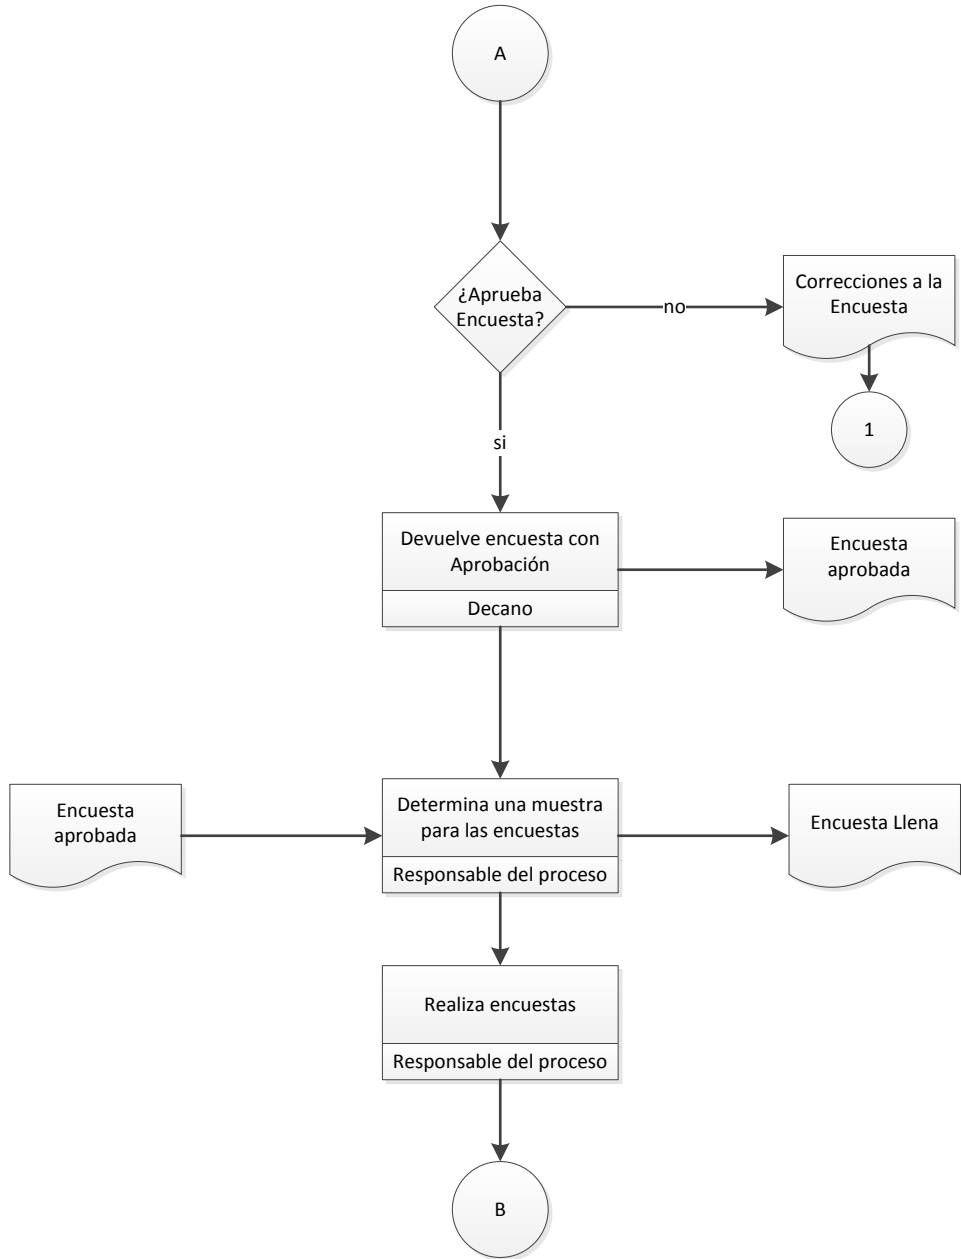 A
¿Aprueba
Encuesta?
no
Correcciones a la
Encuesta
1
si
Devuelve encuesta con
Aprobación
Decano
Encuesta
aprobada
Encuesta
aprobada
Determina una muestra
para las encuestas
Responsable del proceso
Encuesta Llena
Realiza encuestas
Responsable del proceso
B